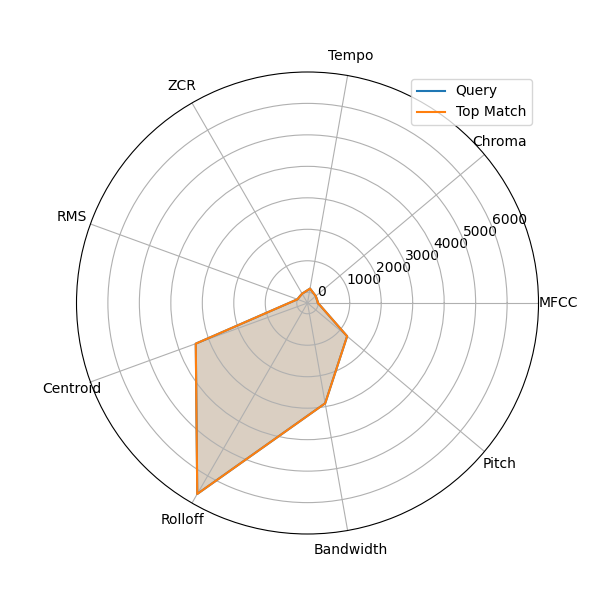 Tempo
ZCR
Query
Top Match
Chroma
RMS
6000
5000
4000
3000
2000
1000
0
MFCC
Centroid
Pitch
Rolloff
Bandwidth